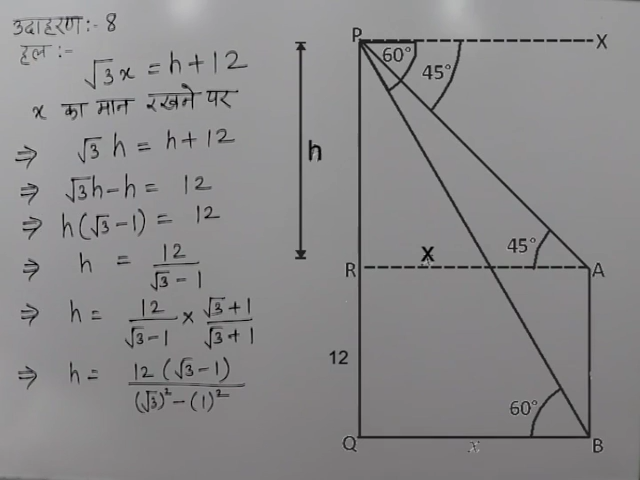 उदाहरण:- 8
हल:-
√3x = h+12
x का मान रखने पर
⇒ √3 h = h+12
⇒ √3h-h = 12
⇒ h(√3-1) = 12
⇒ h = 12/(√3-1)
⇒ h = 12/(√3-1) × (√3+1)/(√3+1)
⇒ h = 12(√3-1)/((√3)²-(1)²)
P
X
60°
45°
h
R
x
45°
A
12
60°
Q
x
B